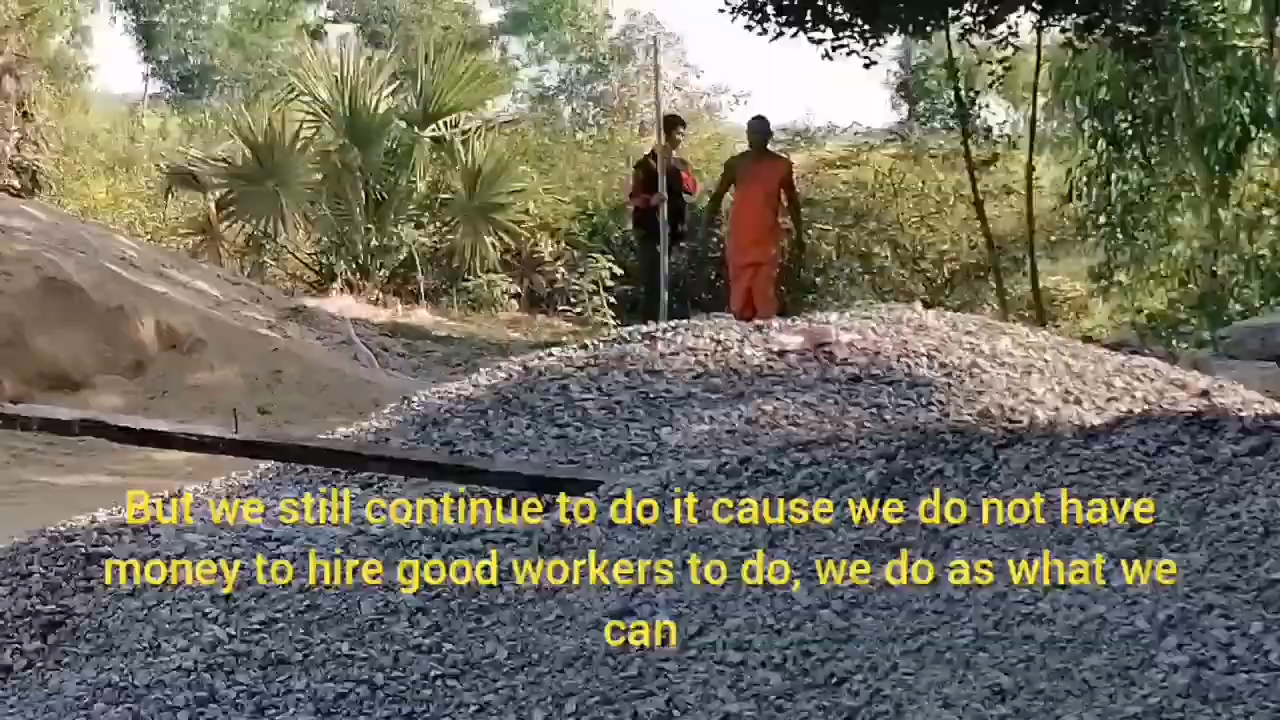 But we still continue to do it cause we do not have
money to hire good workers to do, we do as what we
can